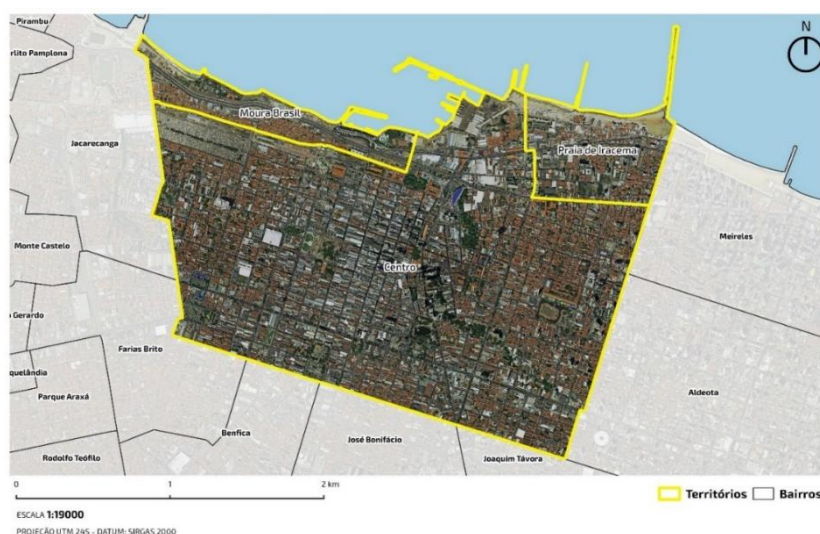 Pirambu
rlito Pamplona
N
Moura Brasil
Jacarecanga
Praia de Iracema
Meireles
Monte Castelo
Centro
o Gerardo
Farias Brito
quelândia
Parque Araxá
Aldeota
Benfica
José Bonifácio
Rodolfo Teófilo
Joaquim Távora
0 1 2 km
Territórios Bairros
ESCALA 1:19000
PROJEÇÃO UTM 24S - DATUM: SIRGAS 2000